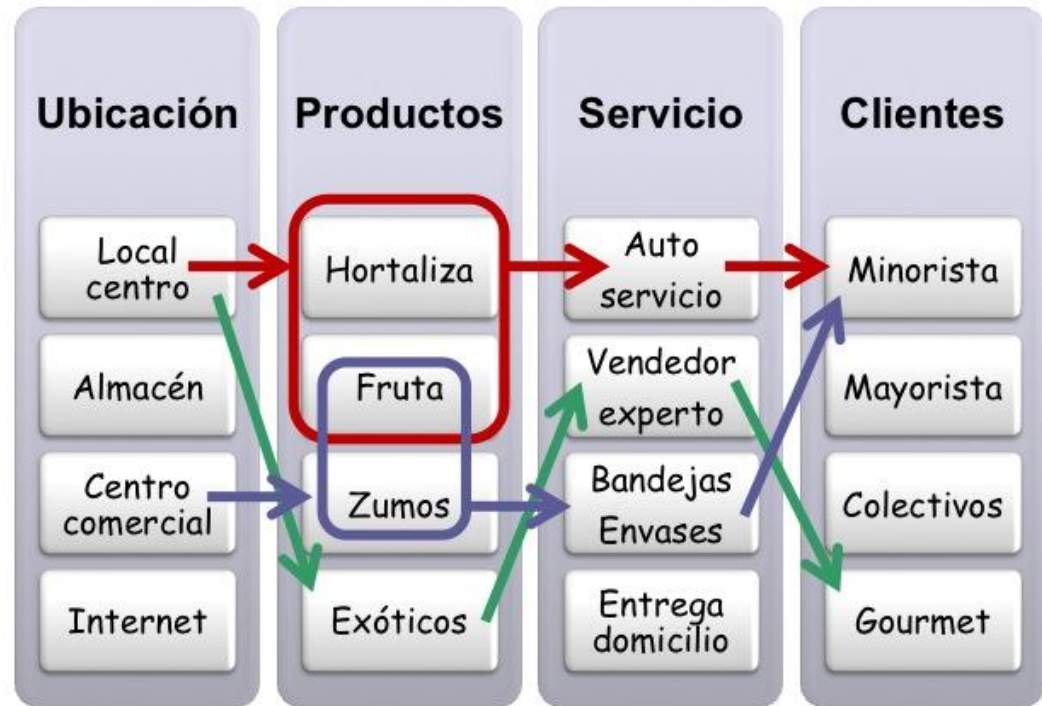 Ubicación
Productos
Servicio
Clientes
Local
centro
Almacén
Centro
comercial
Internet
Hortaliza
Fruta
Zumos
Exóticos
Auto
servicio
Vendedor
experto
Bandejas
Envases
Entrega
domicilio
Minorista
Mayorista
Colectivos
Gourmet